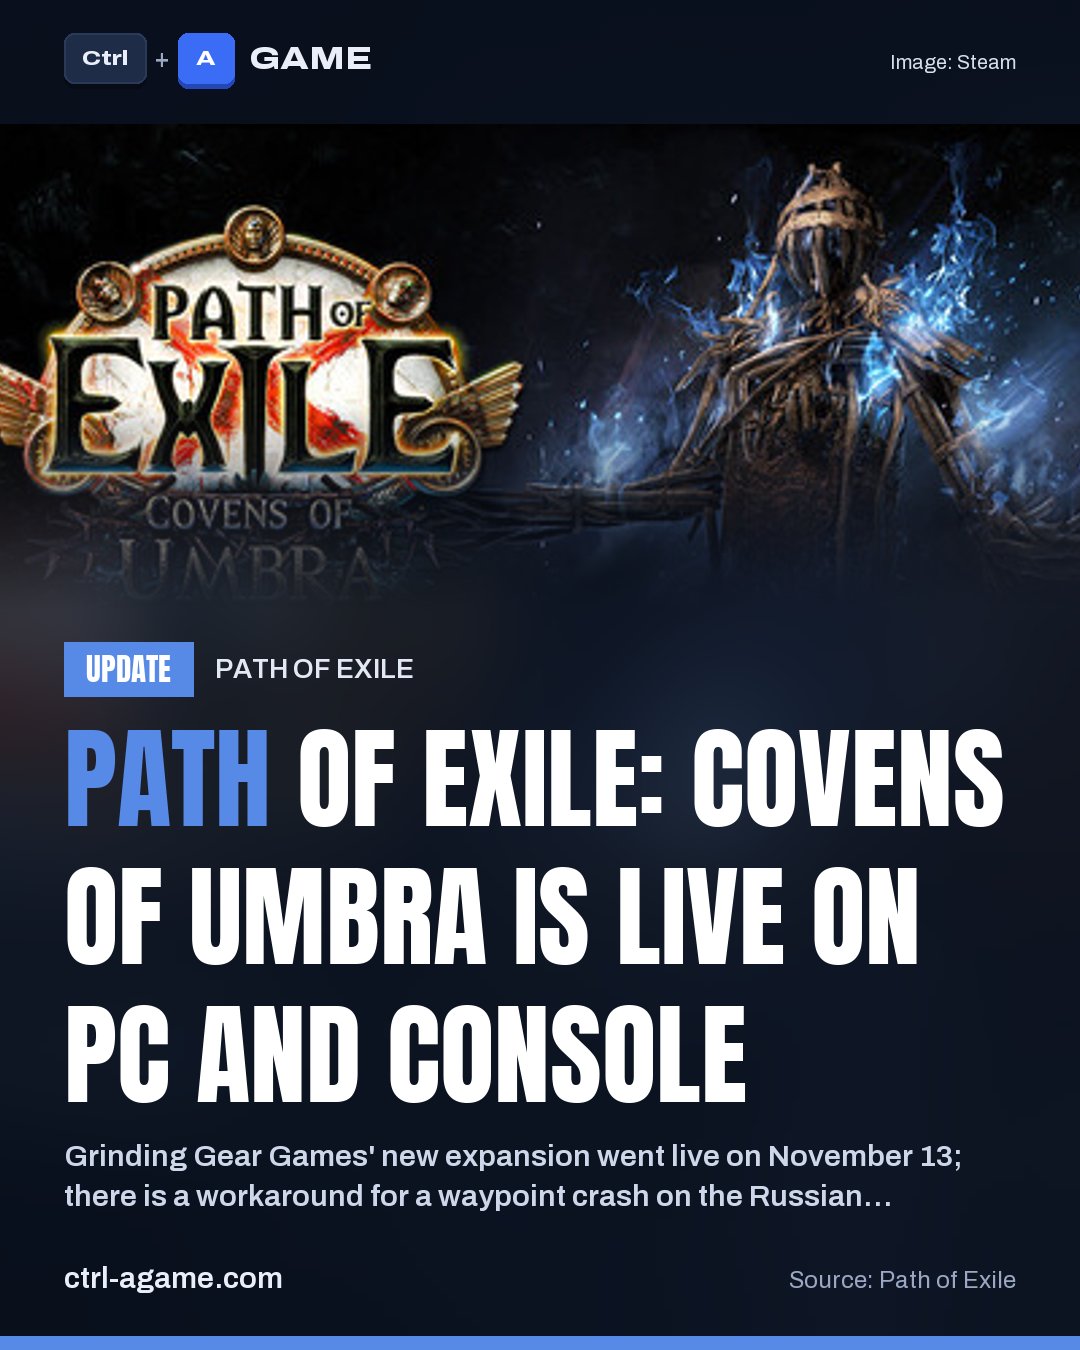 Ctrl + A GAME
Image: Steam
PATH OF
EXILE
COVENS OF
UMBRA
UPDATE PATH OF EXILE
PATH OF EXILE: COVENS
OF UMBRA IS LIVE ON
PC AND CONSOLE
Grinding Gear Games' new expansion went live on November 13;
there is a workaround for a waypoint crash on the Russian...
ctrl-agame.com
Source: Path of Exile